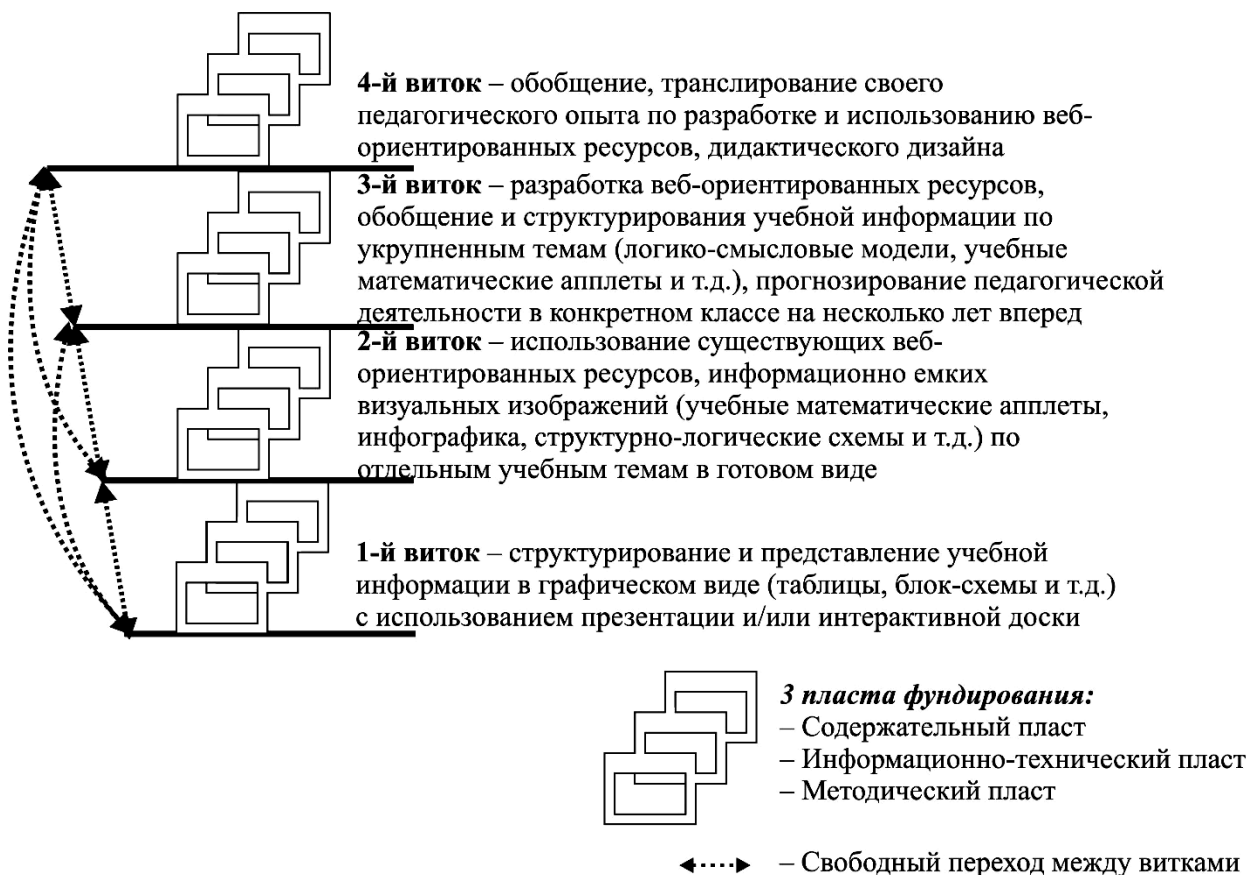 4-й виток – обобщение, транслирование своего
педагогического опыта по разработке и использованию веб-
ориентированных ресурсов, дидактического дизайна
3-й виток – разработка веб-ориентированных ресурсов,
обобщение и структурирования учебной информации по
укрупненным темам (логико-смысловые модели, учебные
математические апплеты и т.д.), прогнозирование педагогической
деятельности в конкретном классе на несколько лет вперед
2-й виток – использование существующих веб-
ориентированных ресурсов, информационно емких
визуальных изображений (учебные математические апплеты,
инфографика, структурно-логические схемы и т.д.) по
отдельным учебным темам в готовом виде
1-й виток – структурирование и представление учебной
информации в графическом виде (таблицы, блок-схемы и т.д.)
с использованием презентации и/или интерактивной доски
3 пласта фундирования:
– Содержательный пласт
– Информационно-технический пласт
– Методический пласт
– Свободный переход между витками